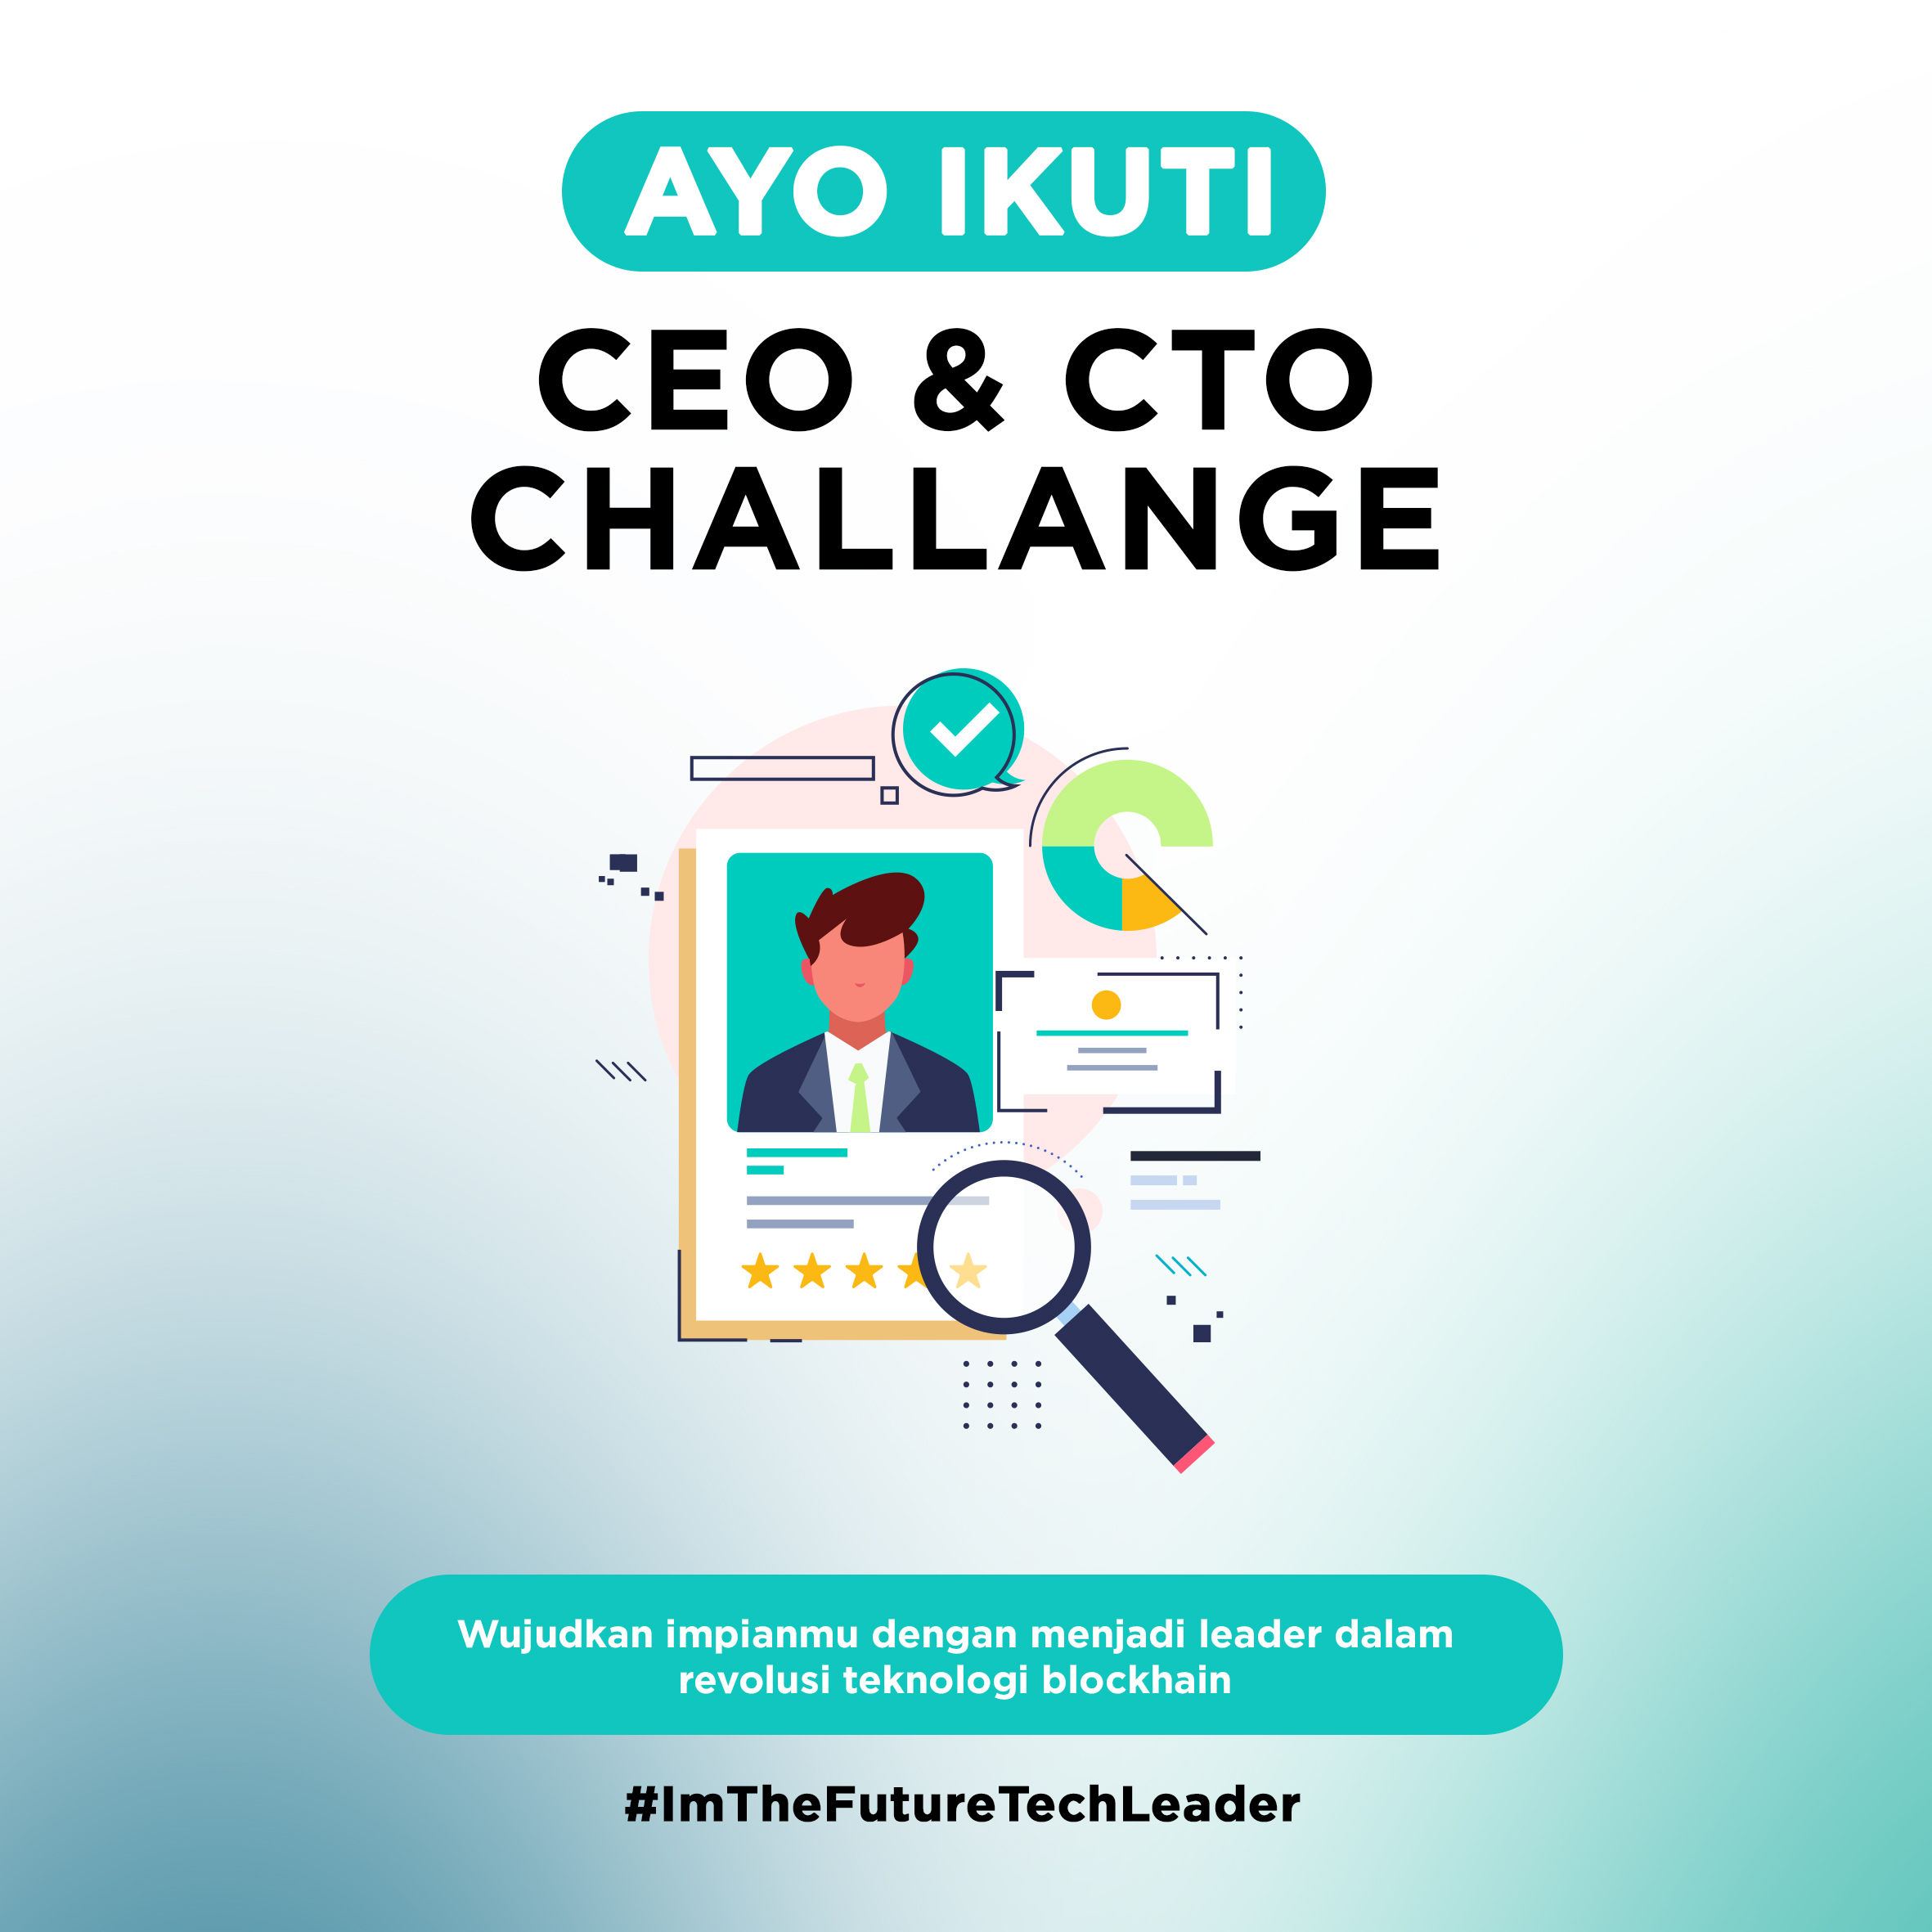 AYO IKUTI
CEO & CTO
CHALLANGE
Wujudkan impianmu dengan menjadi leader dalam
revolusi teknologi blockhain
#ImTheFutureTechLeader